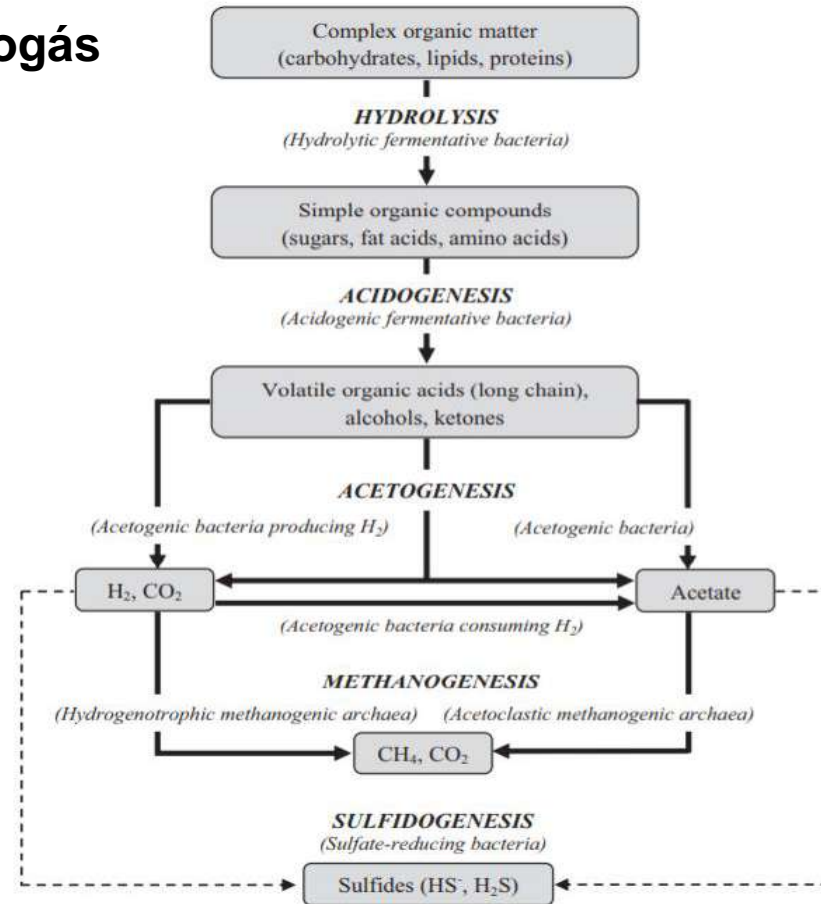 ogás
Complex organic matter
(carbohydrates, lipids, proteins)
HYDROLYSIS
(Hydrolytic fermentative bacteria)
Simple organic compounds
(sugars, fat acids, amino acids)
ACIDOGENESIS
(Acidogenic fermentative bacteria)
Volatile organic acids (long chain),
alcohols, ketones
ACETOGENESIS
(Acetogenic bacteria producing H₂)
(Acetogenic bacteria)
H₂, CO₂
Acetate
(Acetogenic bacteria consuming H₂)
METHANOGENESIS
(Hydrogenotrophic methanogenic archaea)
(Acetoclastic methanogenic archaea)
CH₄, CO₂
SULFIDOGENESIS
(Sulfate-reducing bacteria)
Sulfides (HS⁻, H₂S)